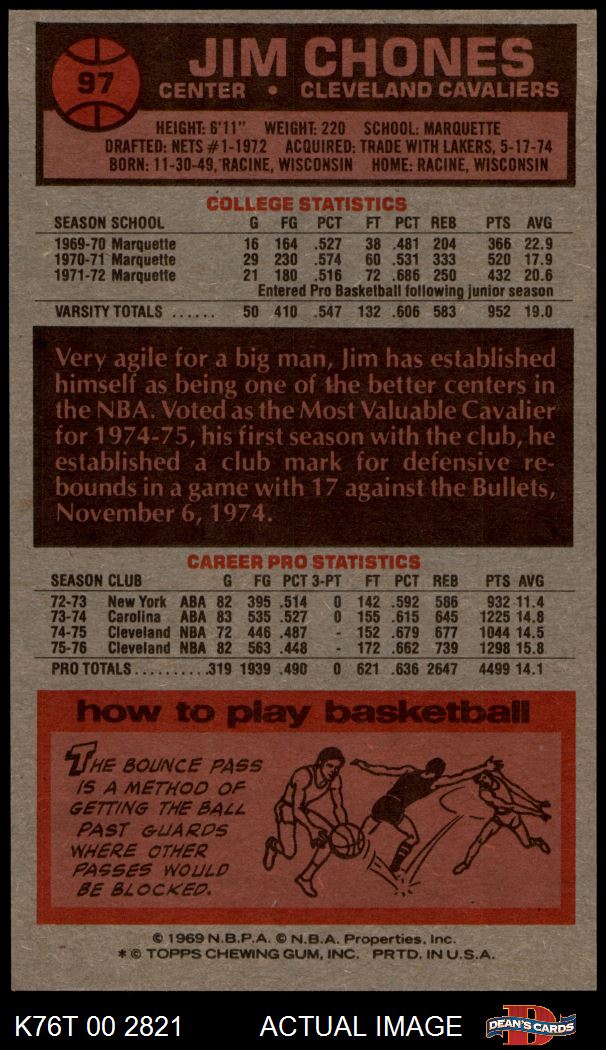 97
JIM CHONES
CENTER • CLEVELAND CAVALIERS
HEIGHT: 6'11" WEIGHT: 220 SCHOOL: MARQUETTE
DRAFTED: NETS #1-1972 ACQUIRED: TRADE WITH LAKERS, 5-17-74
BORN: 11-30-49, RACINE, WISCONSIN HOME: RACINE, WISCONSIN
COLLEGE STATISTICS
SEASON SCHOOL G FG PCT FT PCT REB PTS AVG
1969-70 Marquette 16 164 .527 38 .481 204 366 22.9
1970-71 Marquette 29 230 .574 60 .531 333 520 17.9
1971-72 Marquette 21 180 .516 72 .686 250 432 20.6
Entered Pro Basketball following junior season
VARSITY TOTALS ...... 50 410 .547 132 .606 583 952 19.0
Very agile for a big man, Jim has established
himself as being one of the better centers in
the NBA. Voted as the Most Valuable Cavalier
for 1974-75, his first season with the club, he
established a club mark for defensive re-
bounds in a game with 17 against the Bullets,
November 6, 1974.
CAREER PRO STATISTICS
SEASON CLUB G FG PCT 3-PT FT PCT REB PTS AVG
72-73 New York ABA 82 395 .514 0 142 .592 586 932 11.4
73-74 Carolina ABA 83 535 .527 0 155 .615 645 1225 14.8
74-75 Cleveland NBA 72 446 .487 - 152 .679 677 1044 14.5
75-76 Cleveland NBA 82 563 .448 - 172 .662 739 1298 15.8
PRO TOTALS..........319 1939 .490 0 621 .636 2647 4499 14.1
how to play basketball
THE BOUNCE PASS
IS A METHOD OF
GETTING THE BALL
PAST GUARDS
WHERE OTHER
PASSES WOULD
BE BLOCKED.
© 1969 N.B.P.A. © N.B.A. Properties, Inc.
* © TOPPS CHEWING GUM, INC. PRTD. IN U.S.A.
K76T 00 2821 ACTUAL IMAGE
D
DEAN'S CARDS